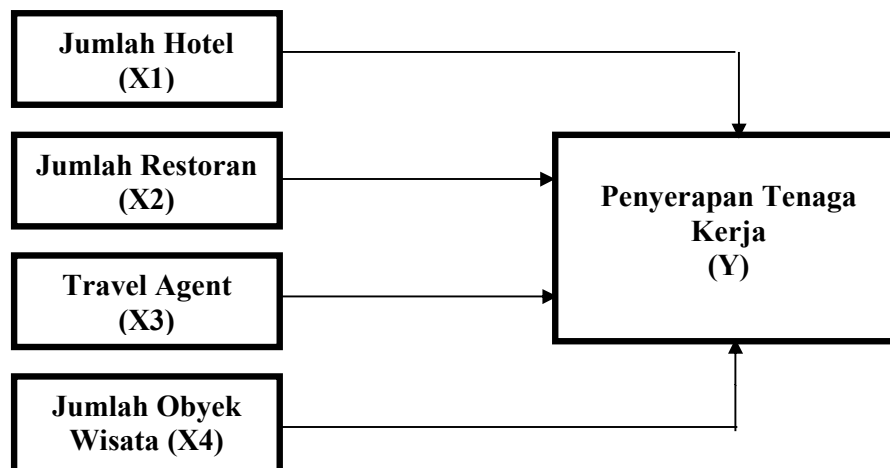 Jumlah Hotel
(X1)
Jumlah Restoran
(X2)
Travel Agent
(X3)
Jumlah Obyek
Wisata (X4)
Penyerapan Tenaga
Kerja
(Y)